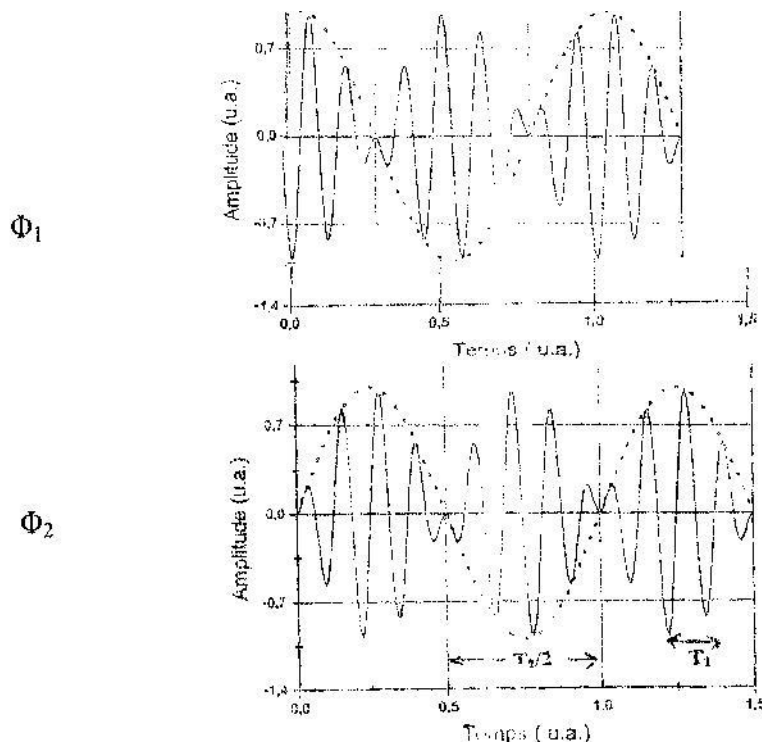 Φ1
Amplitude (u.a.)
0,7
0,0
-0,7
-1,4
0,0
0,5
1,0
1,5
Temps ( u.a.)
Φ2
Amplitude (u.a.)
0,7
0,0
-0,7
-1,4
0,0
0,5
1.0
1.5
Temps ( u.a.)
T2/2
T1